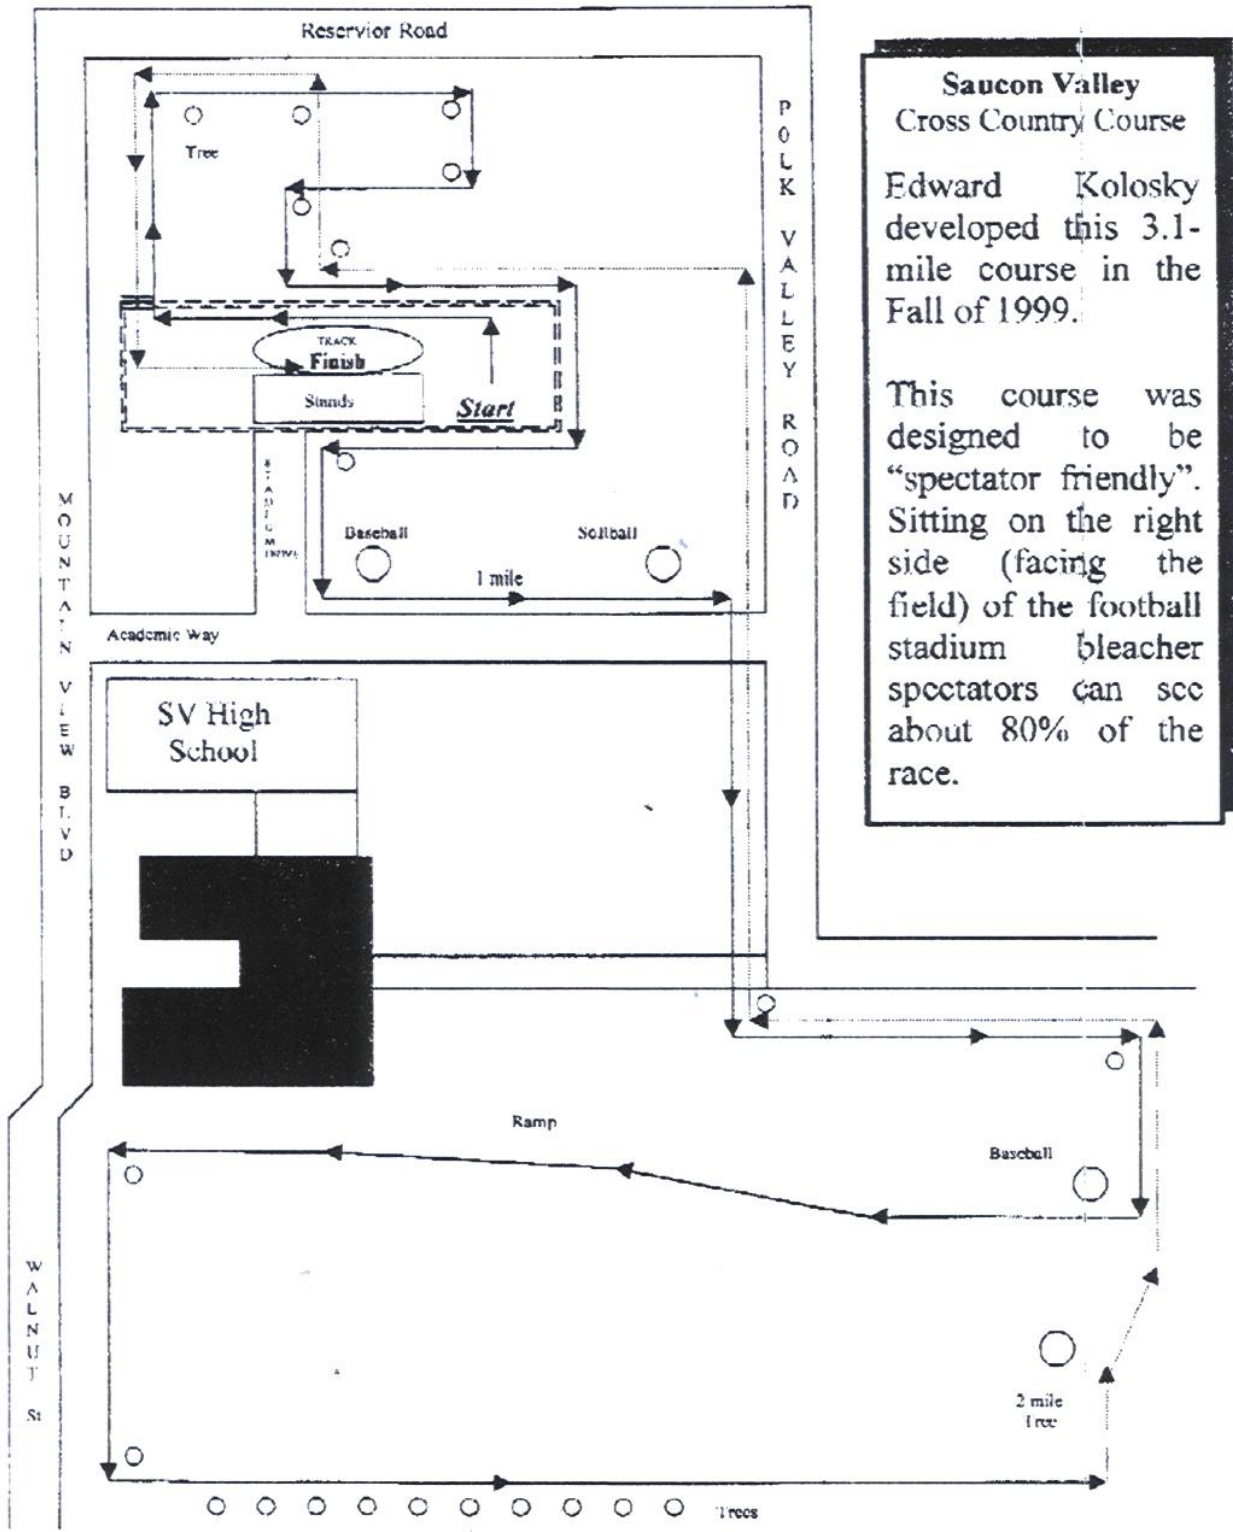 Reservior Road
Saucon Valley
Cross Country Course
Edward Kolosky
developed this 3.1-
mile course in the
Fall of 1999.
This course was
designed to be
“spectator friendly”.
Sitting on the right
side (facing the
field) of the football
stadium bleacher
spectators can see
about 80% of the
race.
POLK VALLEY ROAD
Tree
TRACK
Finish
Stands
Start
STADIUM
DRIVE
MOUNTAIN VIEW BLVD
Baseball
Softball
1 mile
Academic Way
SV High
School
Ramp
Baseball
WALNUT St
2 mile
Tree
Trees